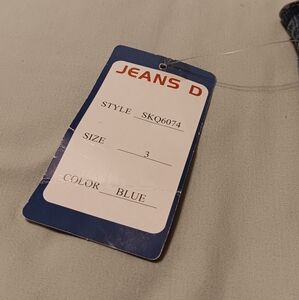 JEANS D
STYLE SKQ6074
SIZE 3
COLOR BLUE